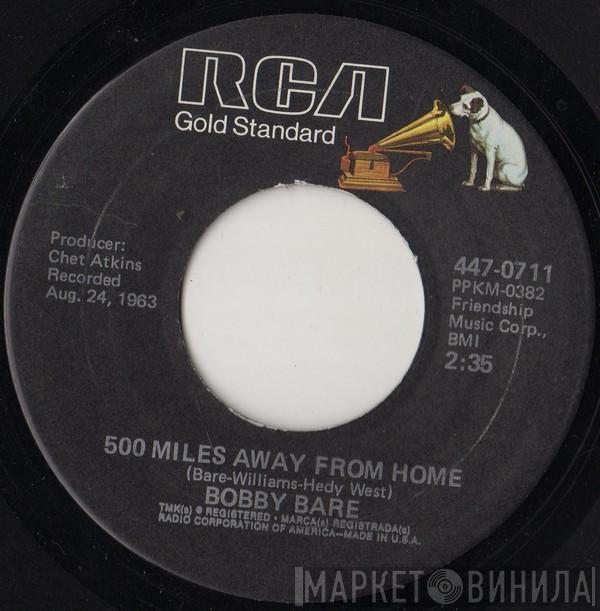 RCA
Gold Standard
Producer:
Chet Atkins
Recorded
Aug. 24, 1963
447-0711
PPKM-0382
Friendship
Music Corp.,
BMI
2:35
500 MILES AWAY FROM HOME
(Bare-Williams-Hedy West)
BOBBY BARE
TMK(s) ® REGISTERED • MARCA(s) REGISTRADA(s)
RADIO CORPORATION OF AMERICA—MADE IN U.S.A.
МАРКЕТ ВИНИЛА